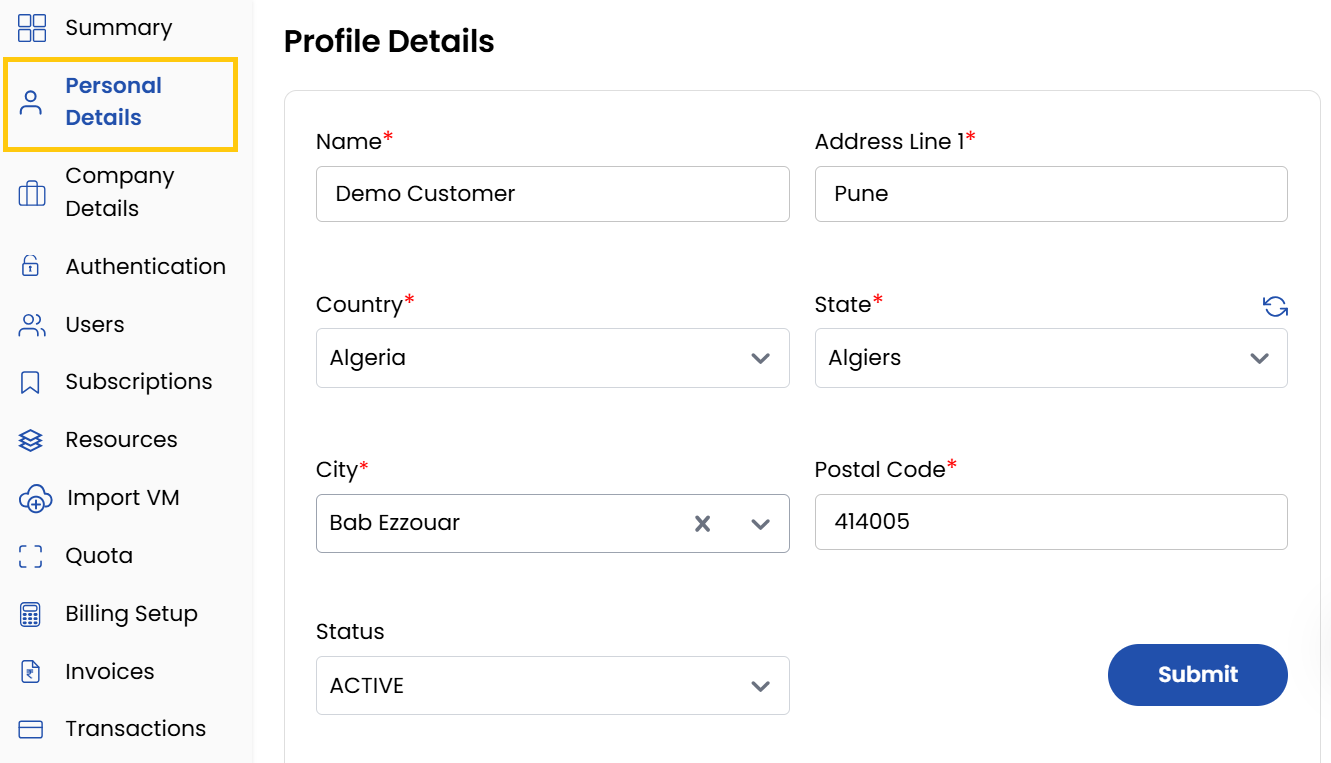 Summary
Personal
Details
Company
Details
Authentication
Users
Subscriptions
Resources
Import VM
Quota
Billing Setup
Invoices
Transactions
Profile Details
Name*
Address Line 1*
Demo Customer
Pune
Country*
State*
Algeria
Algiers
City*
Postal Code*
Bab Ezzouar
414005
Status
ACTIVE
Submit